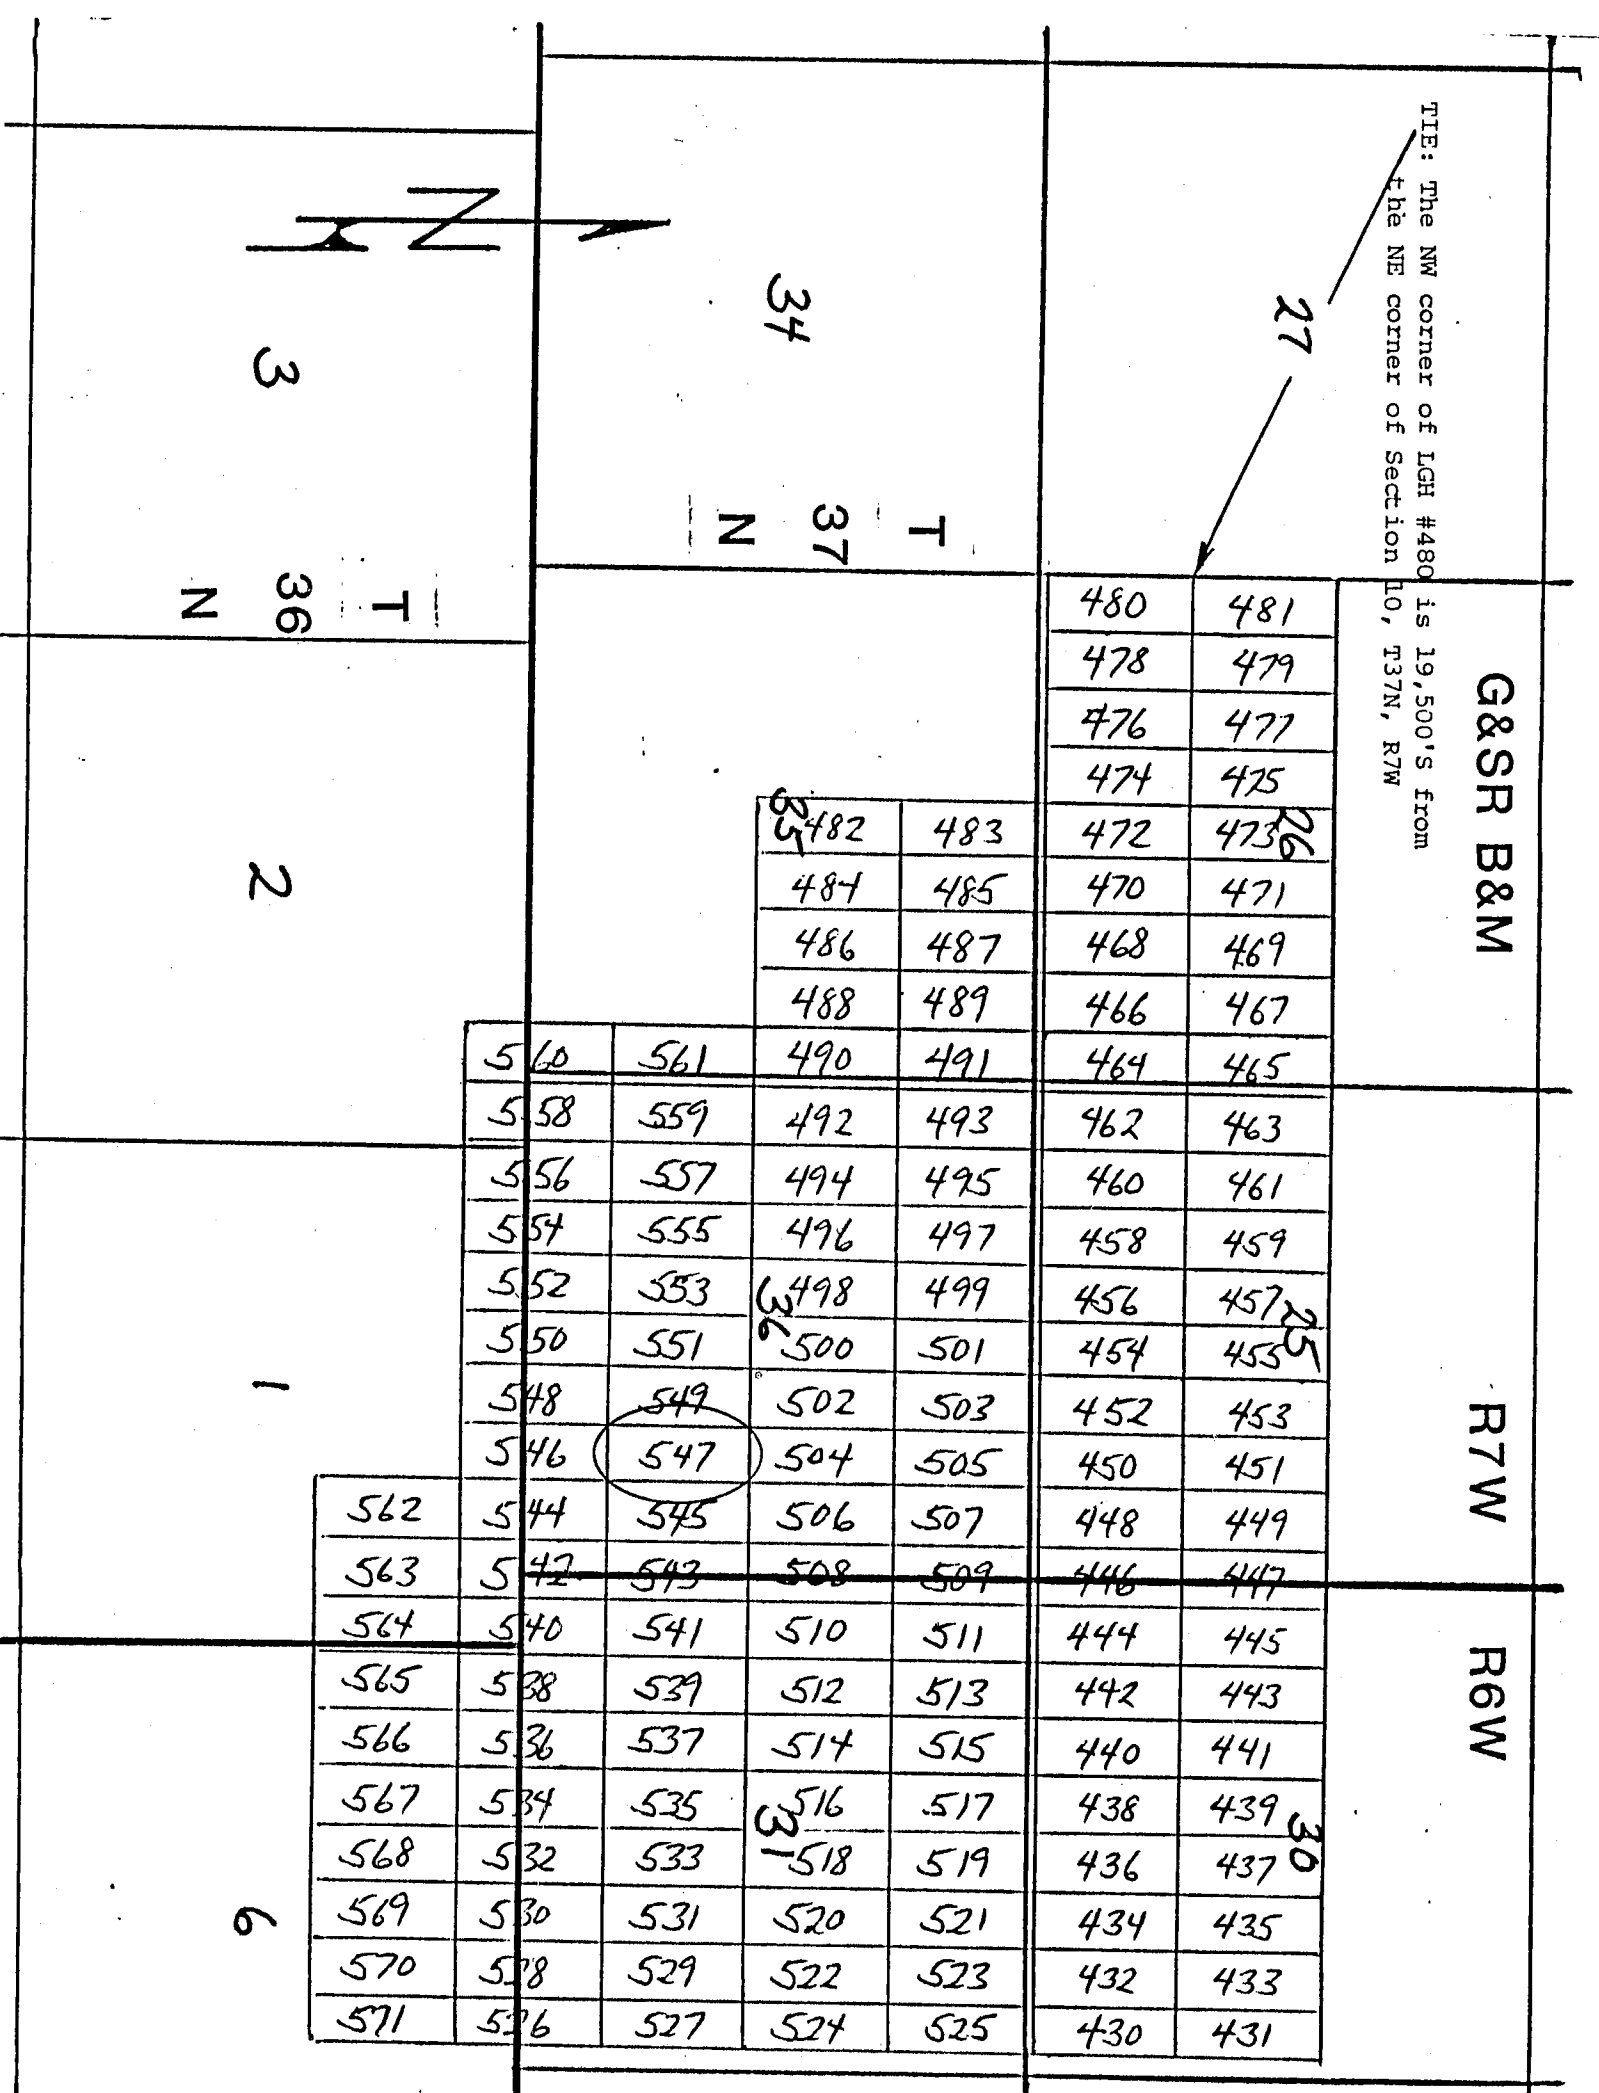 TIE: The NW corner of LGH #480 is 19,500'S from
the NE corner of Section 10, T37N, R7W
G&SR B&M
R7W
R6W
27
34
3
2
1
6
T
37
N
T
36
N
N
26
25
30
35
36
31
480 481
478 479
476 477
474 475
482 483 472 473
484 485 470 471
486 487 468 469
488 489 466 467
560 561 490 491 464 465
558 559 492 493 462 463
556 557 494 495 460 461
554 555 496 497 458 459
552 553 498 499 456 457
550 551 500 501 454 455
548 549 502 503 452 453
546 547 504 505 450 451
562 544 545 506 507 448 449
563 542 543 508 509 446 447
564 540 541 510 511 444 445
565 538 539 512 513 442 443
566 536 537 514 515 440 441
567 534 535 516 517 438 439
568 532 533 518 519 436 437
569 530 531 520 521 434 435
570 528 529 522 523 432 433
571 526 527 524 525 430 431